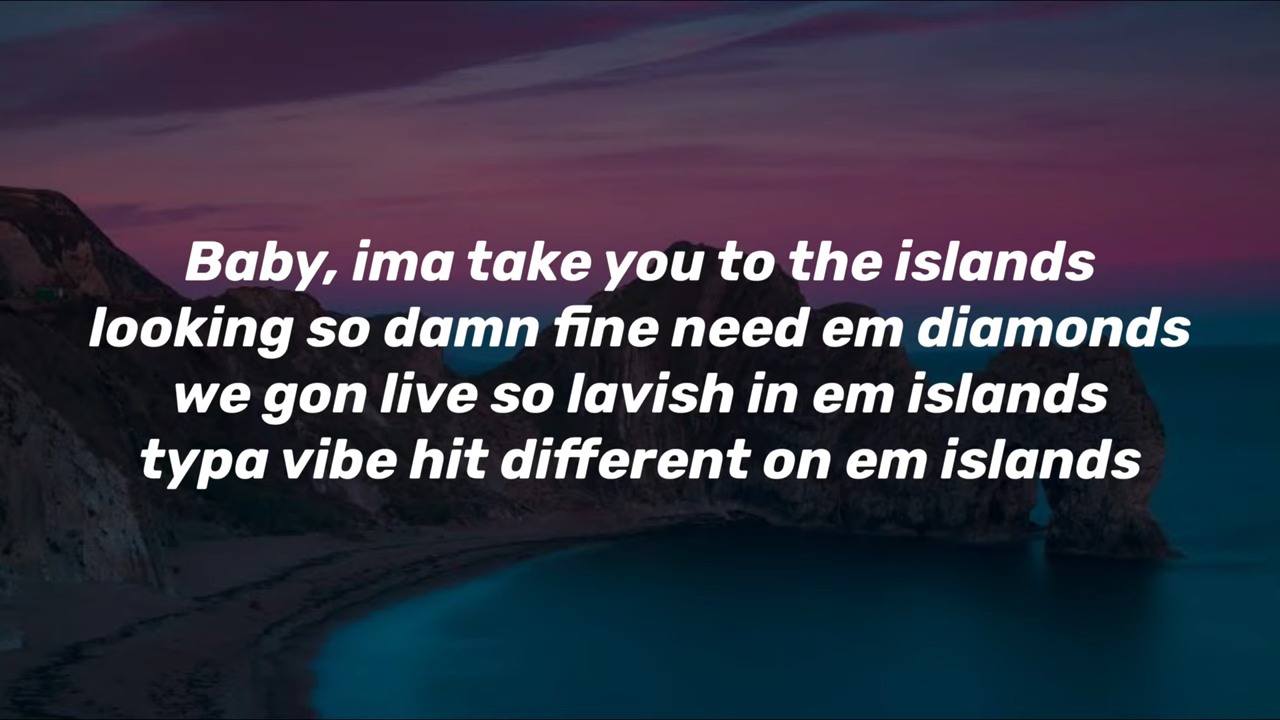 Baby, ima take you to the islands
looking so damn fine need em diamonds
we gon live so lavish in em islands
typa vibe hit different on em islands